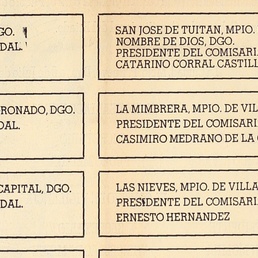 GO.
DAL.
SAN JOSE DE TUITAN, MPIO.
NOMBRE DE DIOS, DGO.
PRESIDENTE DEL COMISARIA
CATARINO CORRAL CASTILL
ORONADO, DGO.
DAL.
LA MIMBRERA, MPIO. DE VIL
PRESIDENTE DEL COMISARI
CASIMIRO MEDRANO DE LA
CAPITAL, DGO.
DAL.
LAS NIEVES, MPIO. DE VILLA
PRESIDENTE DEL COMISARI
ERNESTO HERNANDEZ